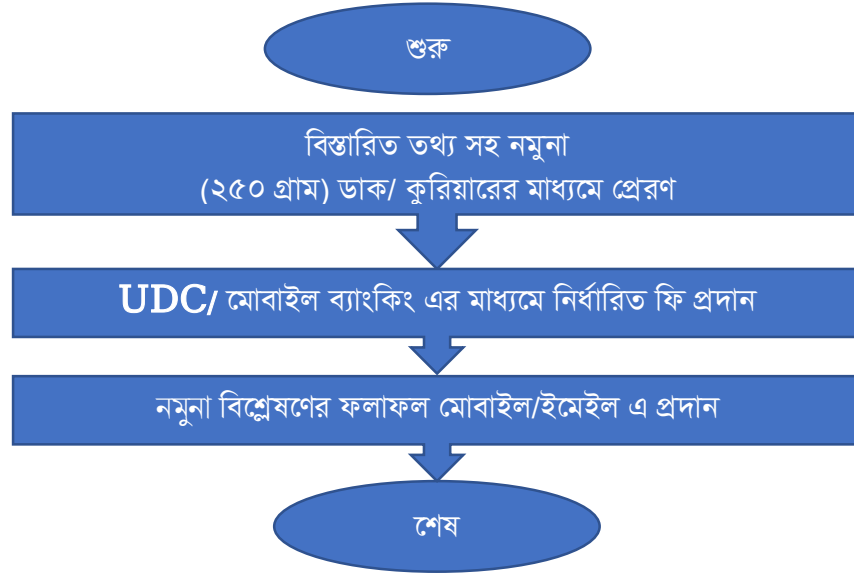 শুরু
বিস্তারিত তথ্য সহ নমুনা
(২৫০ গ্রাম) ডাক/ কুরিয়ারের মাধ্যমে প্রেরণ
UDC/ মোবাইল ব্যাংকিং এর মাধ্যমে নির্ধারিত ফি প্রদান
নমুনা বিশ্লেষণের ফলাফল মোবাইল/ইমেইল এ প্রদান
শেষ